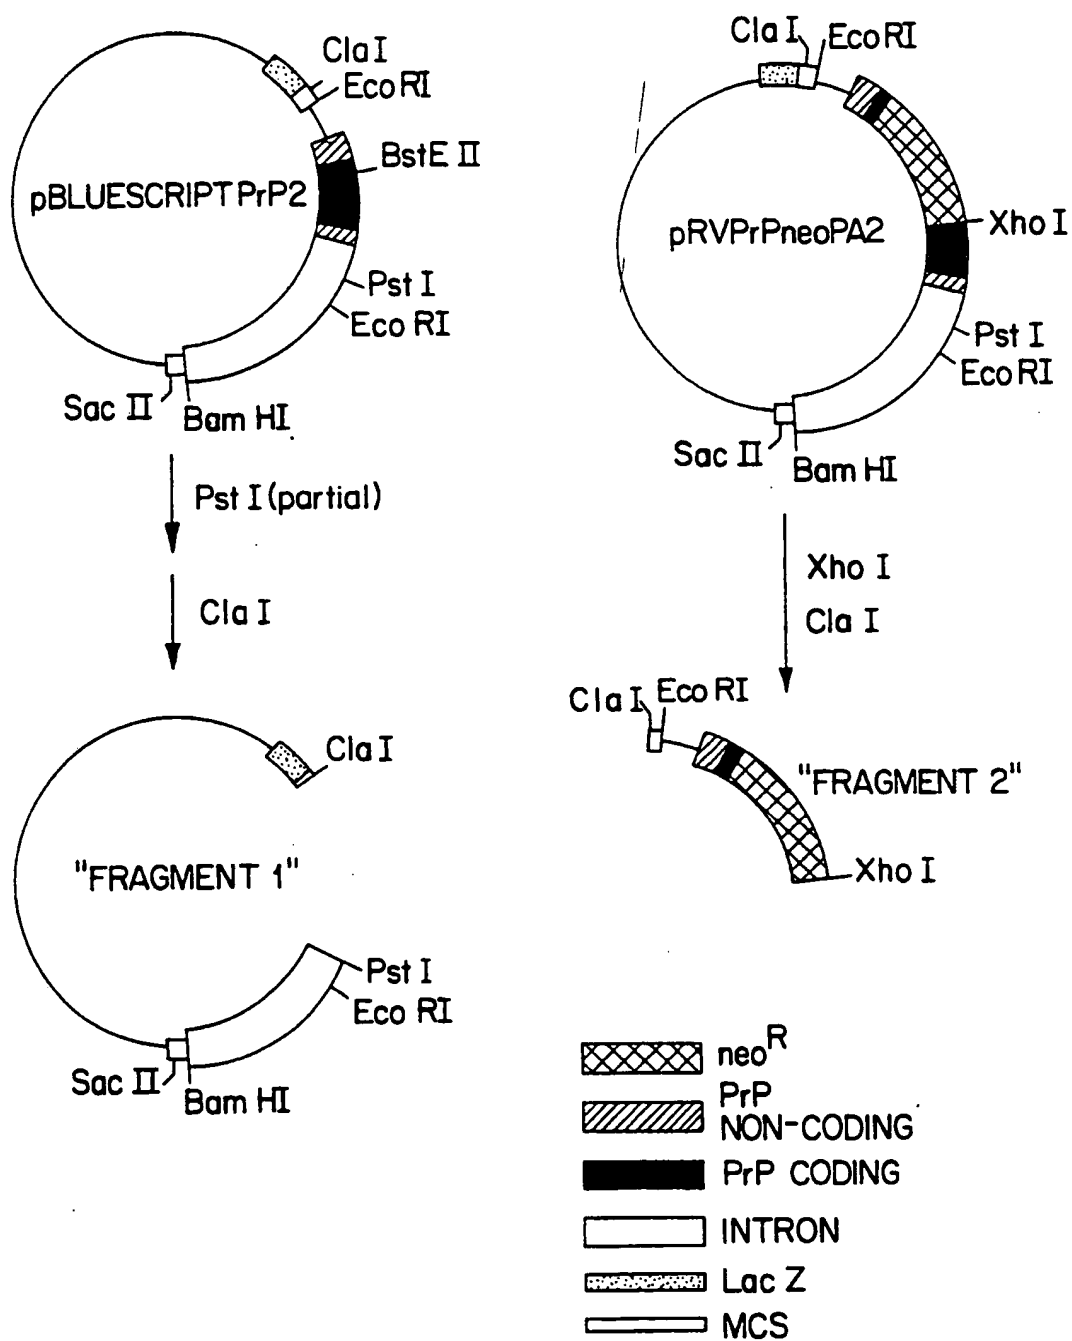 Cla I
Eco RI
BstE II
pBLUESCRIPT PrP2
Pst I
Eco RI
Sac II
Bam HI
Pst I (partial)
Cla I
Cla I
"FRAGMENT 1"
Pst I
Eco RI
Sac II
Bam HI
Cla I
Eco RI
pRVPrPneoPA2
Xho I
Pst I
Eco RI
Sac II
Bam HI
Xho I
Cla I
Cla I
Eco RI
"FRAGMENT 2"
Xho I
neoR
PrP
NON-CODING
PrP CODING
INTRON
Lac Z
MCS